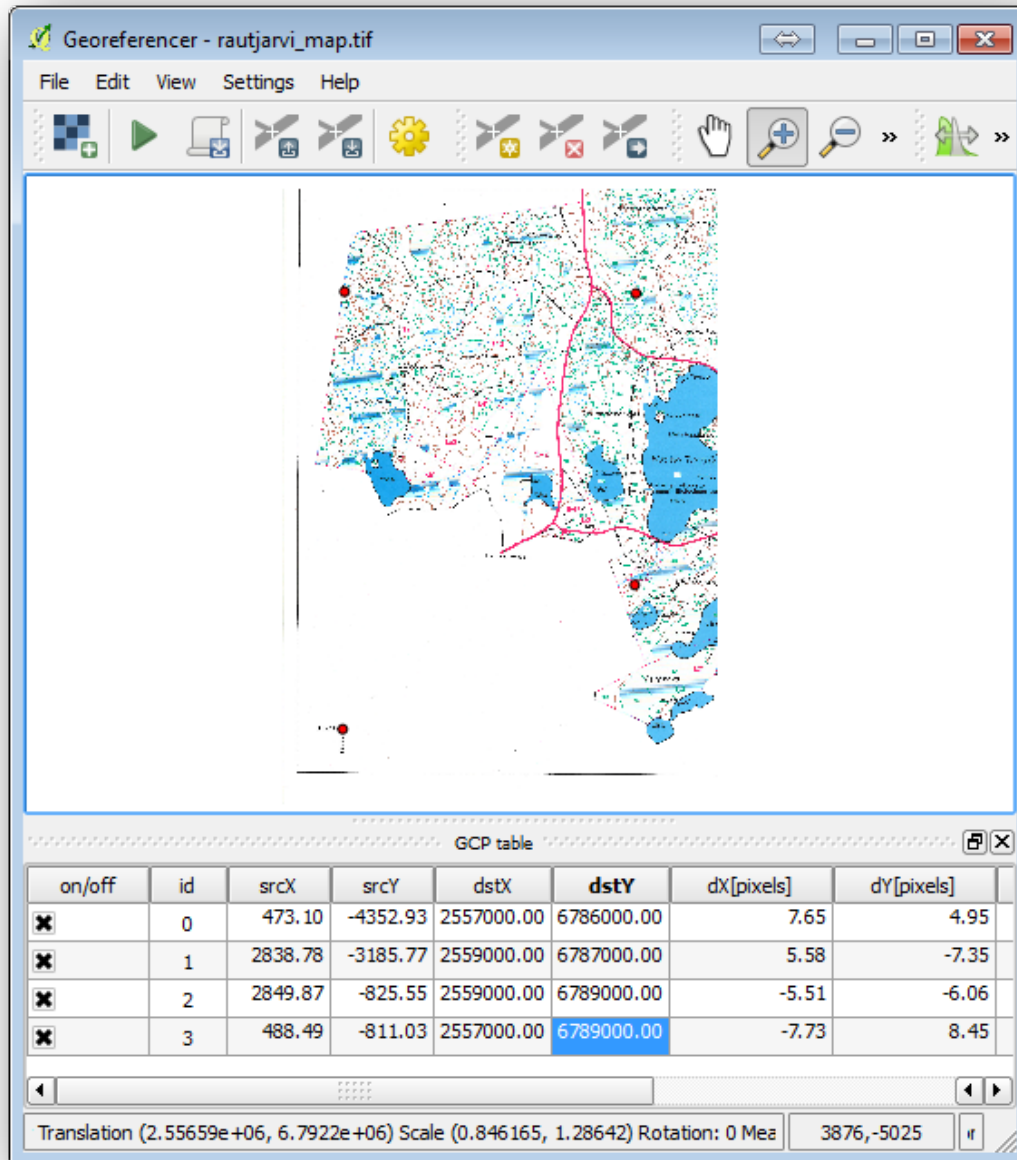 Georeferencer - rautjarvi_map.tif
File Edit View Settings Help
» »
GCP table
on/off id srcX srcY dstX dstY dX[pixels] dY[pixels]
0 473.10 -4352.93 2557000.00 6786000.00 7.65 4.95
1 2838.78 -3185.77 2559000.00 6787000.00 5.58 -7.35
2 2849.87 -825.55 2559000.00 6789000.00 -5.51 -6.06
3 488.49 -811.03 2557000.00 6789000.00 -7.73 8.45
Translation (2.55659e+06, 6.7922e+06) Scale (0.846165, 1.28642) Rotation: 0 Mea 3876,-5025